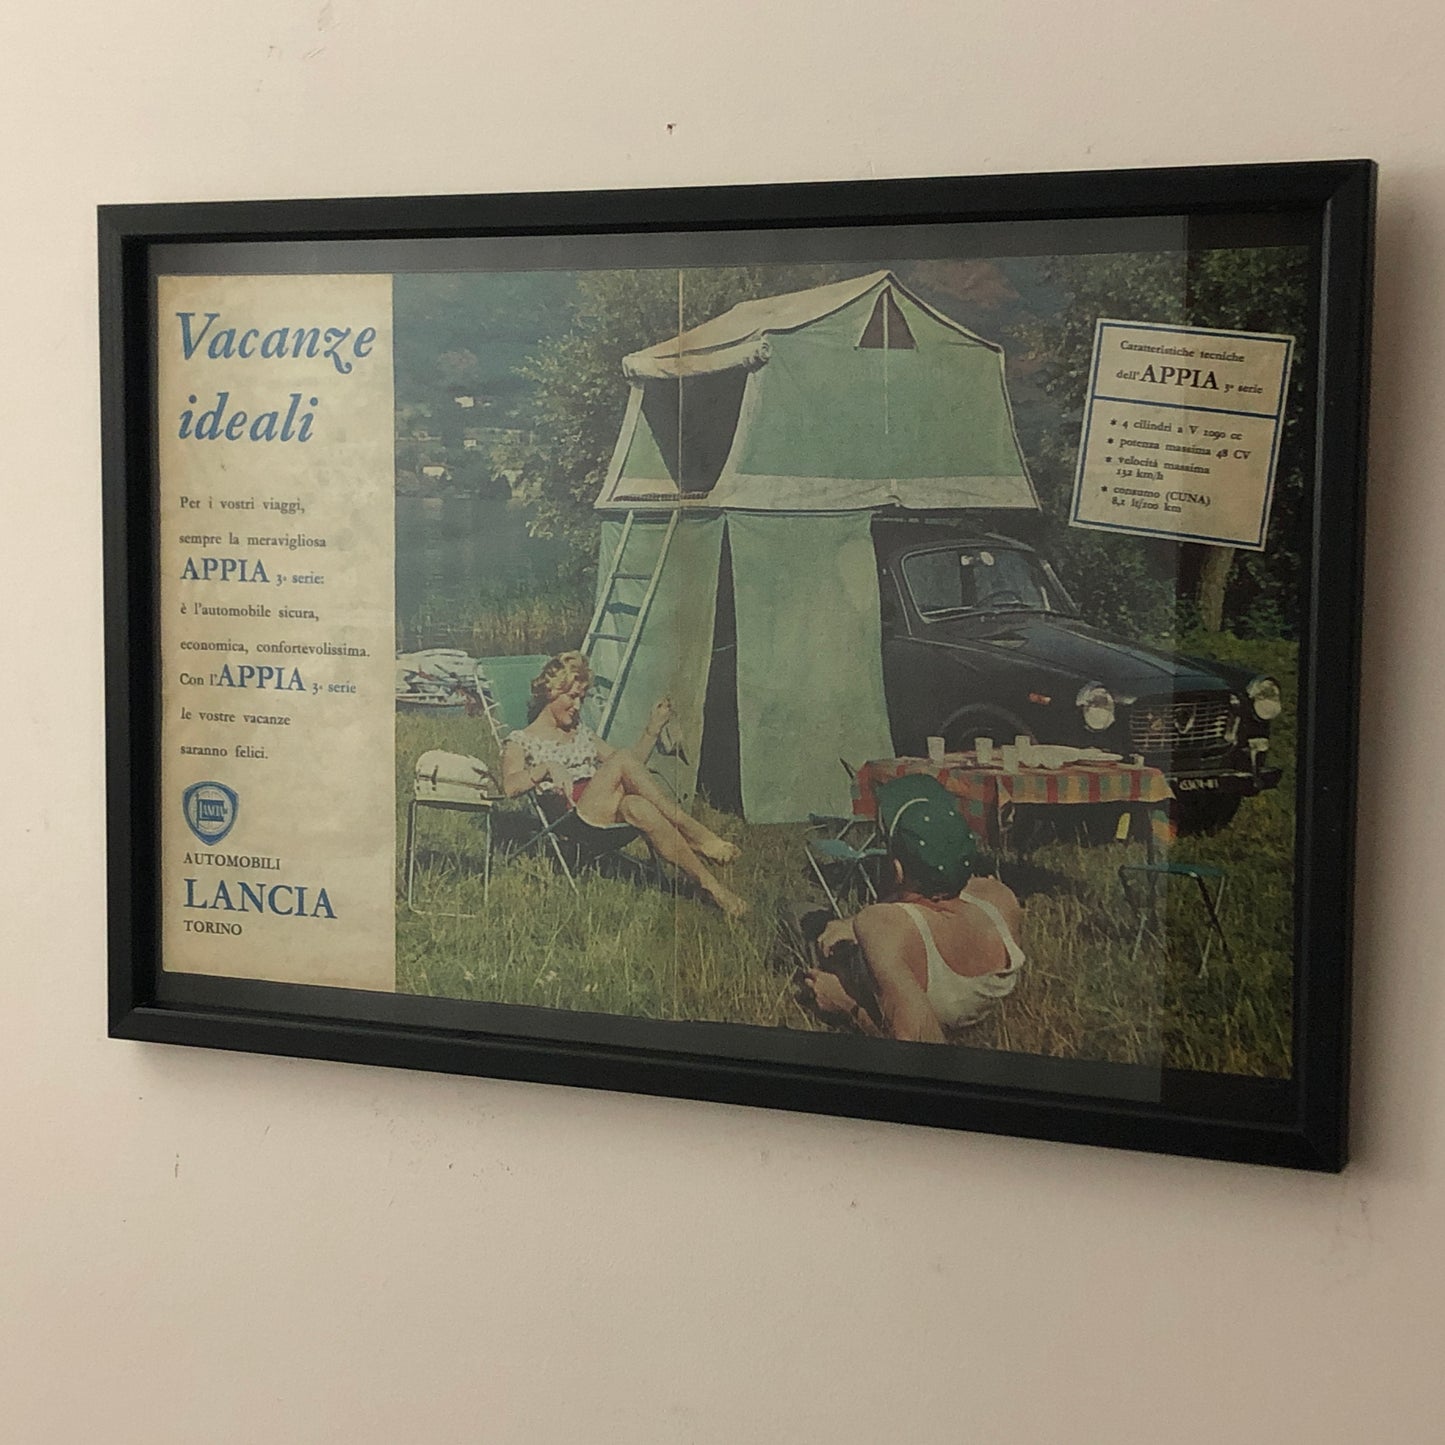 Vacanze
ideali
Per i vostri viaggi,
sempre la meravigliosa
APPIA 3ª serie:
è l'automobile sicura,
economica, confortevolissima.
Con l'APPIA 3ª serie
le vostre vacanze
saranno felici.
LANCIA
AUTOMOBILI
LANCIA
TORINO
Caratteristiche tecniche
dell'APPIA 3ª serie
* 4 cilindri a V 1090 cc
* potenza massima 48 CV
* velocità massima
132 km/h
* consumo (CUNA)
8,2 lt/100 km